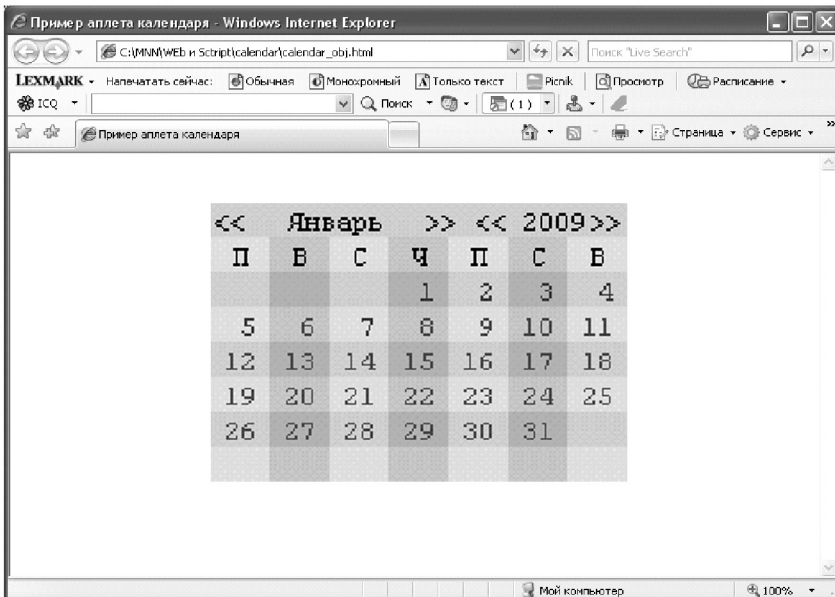 Пример аплета календаря - Windows Internet Explorer
C:\MNN\WEb и Sctript\calendar\calendar_obj.html Поиск "Live Search"
LEXMARK Напечатать сейчас: Обычная Монохромный Только текст Picnik Просмотр Расписание
ICQ Поиск (1)
Пример аплета календаря Страница Сервис »
<< Январь >> << 2009>>
П В С Ч П С В
1 2 3 4
5 6 7 8 9 10 11
12 13 14 15 16 17 18
19 20 21 22 23 24 25
26 27 28 29 30 31
Мой компьютер 100%